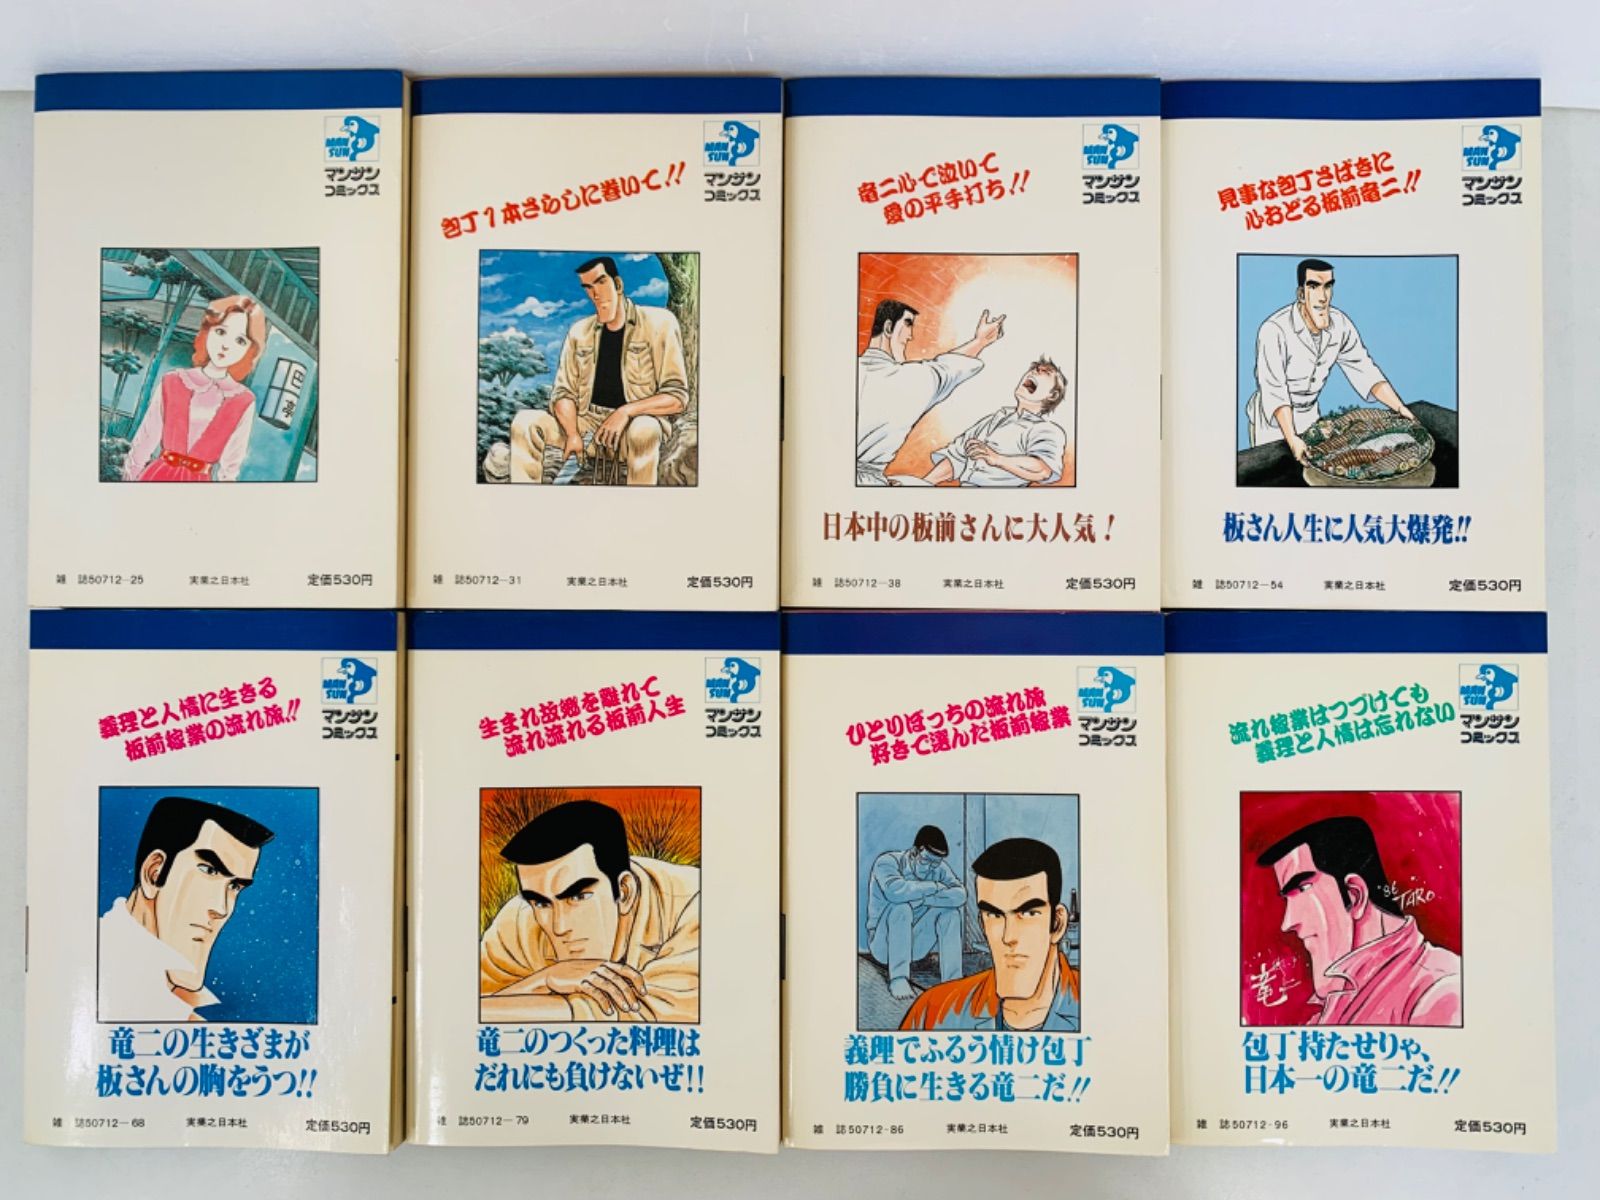 MAN
SUN
マンサン
コミックス
雑 誌50712-25
実業之日本社
定価530円
包丁1本さらしに巻いて!!
MAN
SUN
マンサン
コミックス
雑 誌50712-31
実業之日本社
定価530円
竜二心で泣いて
愛の平手打ち!!
MAN
SUN
マンサン
コミックス
日本中の板前さんに大人気!
雑 誌50712-38
実業之日本社
定価530円
見事な包丁さばきに
心おどる板前竜二!!
MAN
SUN
マンサン
コミックス
板さん人生に人気大爆発!!
雑 誌50712-54
実業之日本社
定価530円
義理と人情に生きる
板前稼業の流れ旅!!
MAN
SUN
マンサン
コミックス
竜二の生きざまが
板さんの胸をうつ!!
雑 誌50712-68
実業之日本社
定価530円
生まれ故郷を離れて
流れ流れる板前人生
MAN
SUN
マンサン
コミックス
竜二のつくった料理は
だれにも負けないぜ!!
雑 誌50712-79
実業之日本社
定価530円
ひとりぼっちの流れ旅
好きで選んだ板前稼業
MAN
SUN
マンサン
コミックス
義理でふるう情け包丁
勝負に生きる竜二だ!!
雑 誌50712-86
実業之日本社
定価530円
流れ稼業はつづけても
義理と人情は忘れない
MAN
SUN
マンサン
コミックス
'86
TARO
竜二
包丁持たせりゃ、
日本一の竜二だ!!
雑 誌50712-96
実業之日本社
定価530円